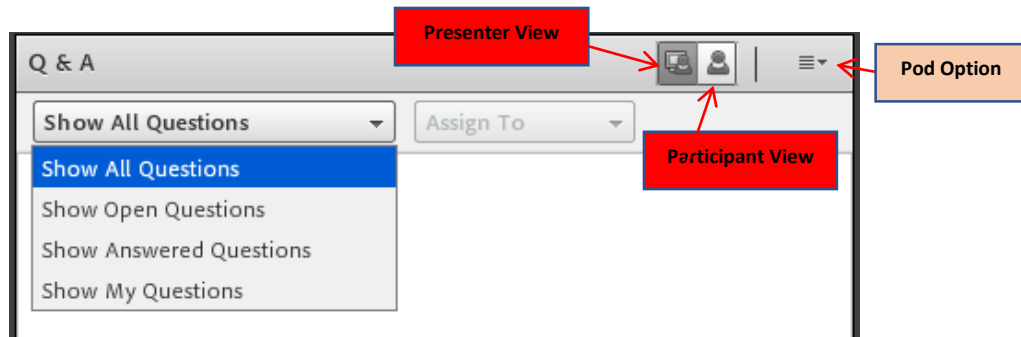 Presenter View
Q & A
Pod Option
Show All Questions
Assign To
Participant View
Show All Questions
Show Open Questions
Show Answered Questions
Show My Questions